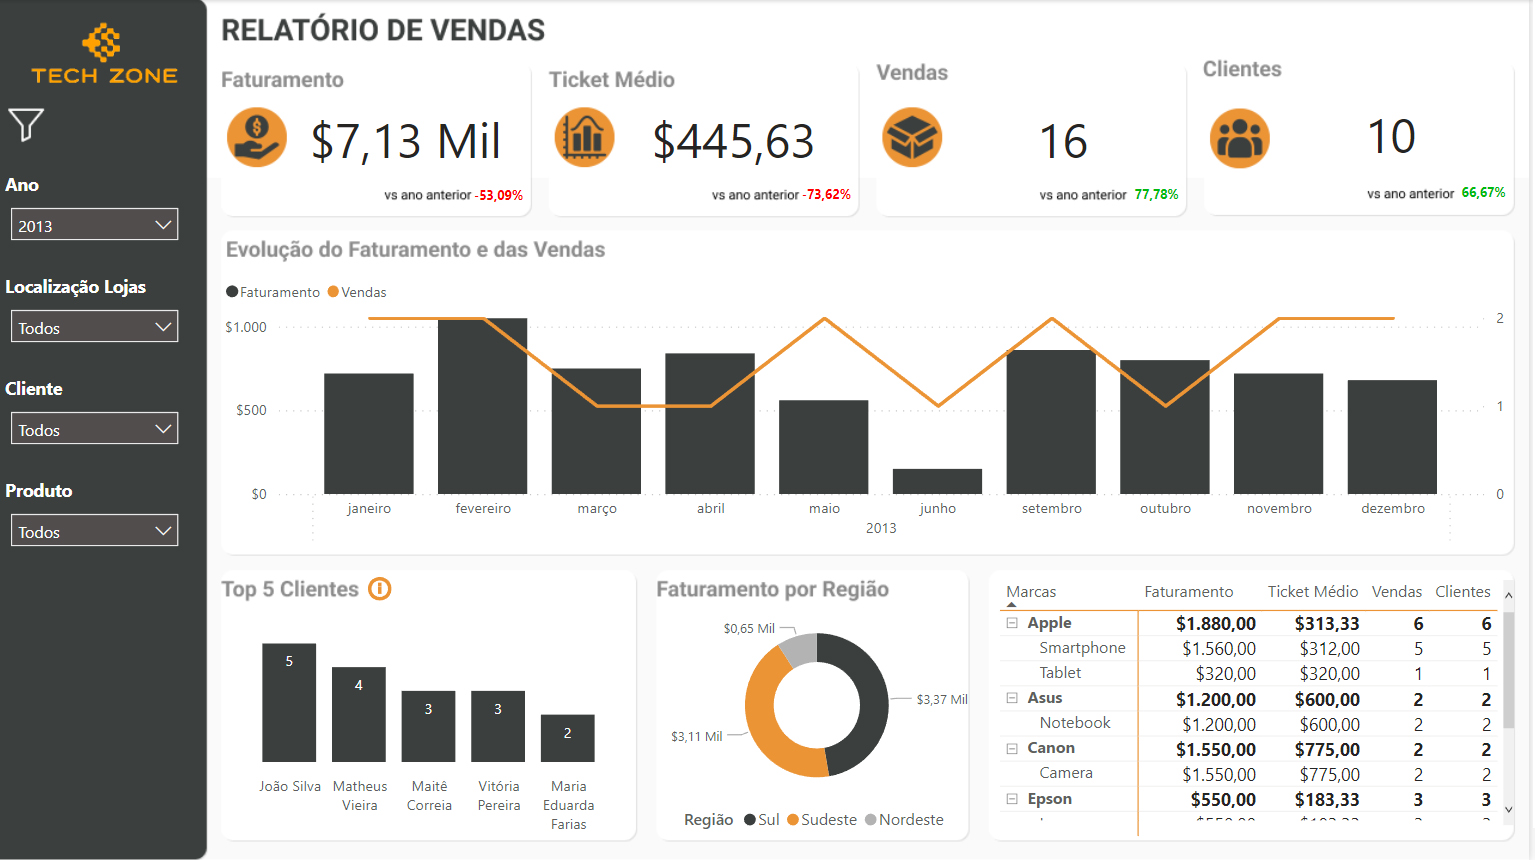 TECH ZONE
Ano
2013
Localização Lojas
Todos
Cliente
Todos
Produto
Todos
RELATÓRIO DE VENDAS
Faturamento
$7,13 Mil
vs ano anterior -53,09%
Ticket Médio
$445,63
vs ano anterior -73,62%
Vendas
16
vs ano anterior 77,78%
Clientes
10
vs ano anterior 66,67%
Evolução do Faturamento e das Vendas
Faturamento Vendas
$1.000
$500
$0
2
1
0
janeiro fevereiro março abril maio junho setembro outubro novembro dezembro
2013
Top 5 Clientes
5 4 3 3 2
João Silva
Matheus Vieira
Maitê Correia
Vitória Pereira
Maria Eduarda Farias
Faturamento por Região
$0,65 Mil
$3,37 Mil
$3,11 Mil
Região Sul Sudeste Nordeste
Marcas Faturamento Ticket Médio Vendas Clientes
Apple $1.880,00 $313,33 6 6
Smartphone $1.560,00 $312,00 5 5
Tablet $320,00 $320,00 1 1
Asus $1.200,00 $600,00 2 2
Notebook $1.200,00 $600,00 2 2
Canon $1.550,00 $775,00 2 2
Camera $1.550,00 $775,00 2 2
Epson $550,00 $183,33 3 3